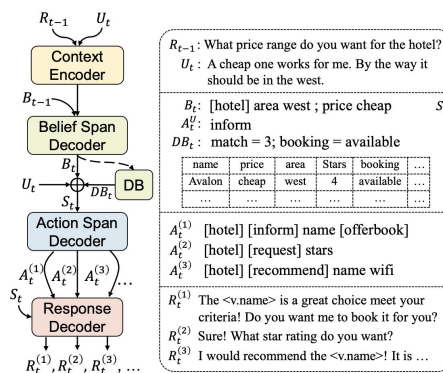 R_{t-1}  U_t
Context
Encoder
B_{t-1}
Belief Span
Decoder
B_t
U_t  DB_t  DB
S_t
Action Span
Decoder
A_t^{(1)} A_t^{(2)} A_t^{(3)} ...
S_t
Response
Decoder
R_t^{(1)}, R_t^{(2)}, R_t^{(3)}, ...
R_{t-1}: What price range do you want for the hotel?
U_t: A cheap one works for me. By the way it
should be in the west.
B_t: [hotel] area west ; price cheap
S
A_t^U: inform
DB_t: match = 3; booking = available
name price area Stars booking ...
Avalon cheap west 4 available ...
... ... ... ... ...
A_t^{(1)} [hotel] [inform] name [offerbook]
A_t^{(2)} [hotel] [request] stars
A_t^{(3)} [hotel] [recommend] name wifi
R_t^{(1)} The <v.name> is a great choice meet your
criteria! Do you want me to book it for you?
R_t^{(2)} Sure! What star rating do you want?
R_t^{(3)} I would recommend the <v.name>! It is ...